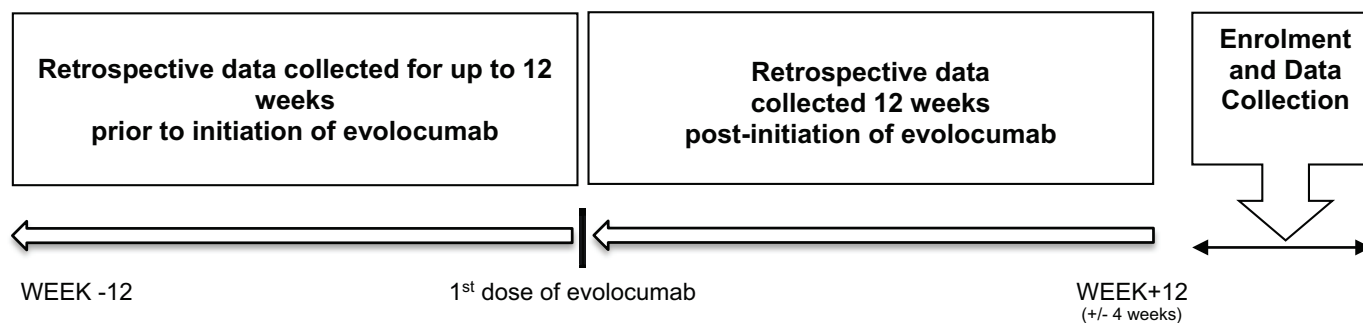 Retrospective data collected for up to 12
weeks
prior to initiation of evolocumab
Retrospective data
collected 12 weeks
post-initiation of evolocumab
Enrolment
and Data
Collection
WEEK -12
1st dose of evolocumab
WEEK+12
(+/- 4 weeks)